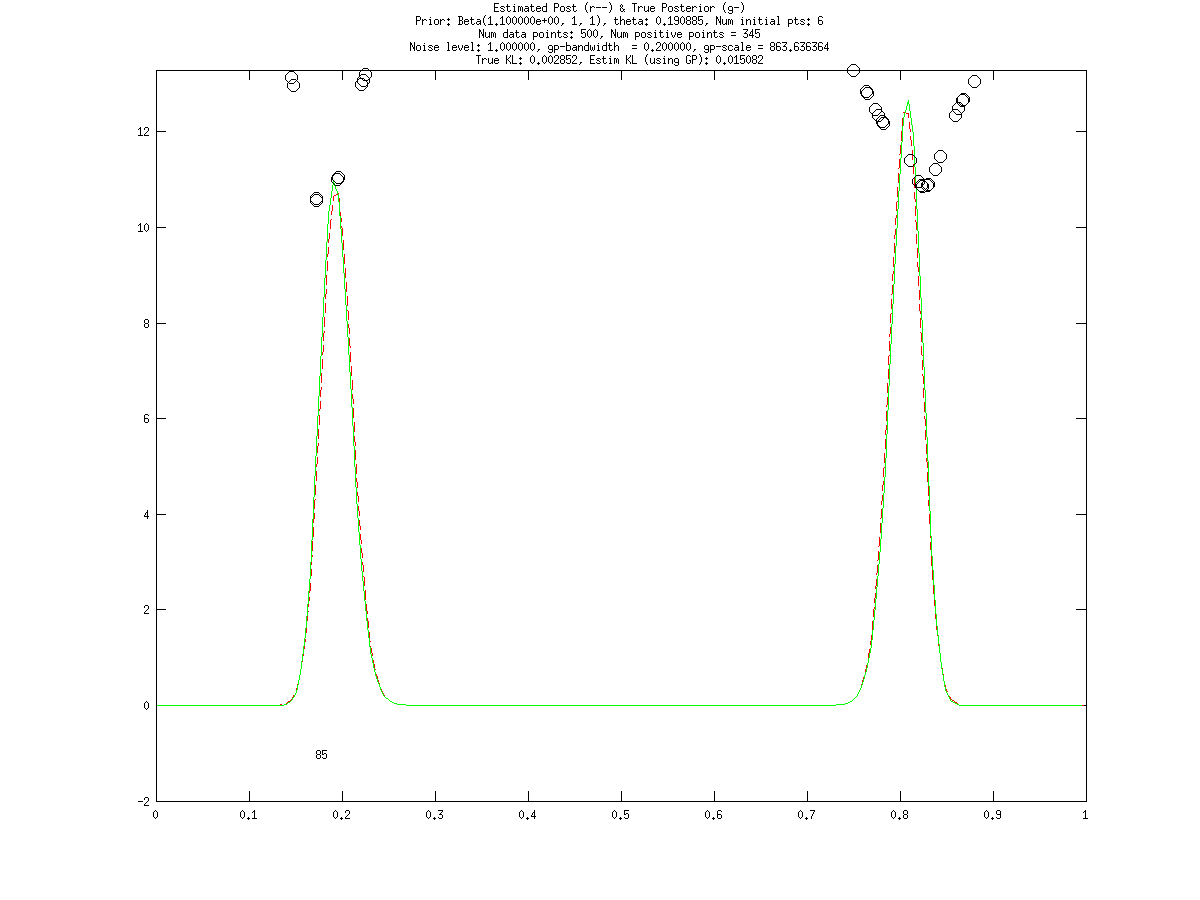 Estimated Post (r--) & True Posterior (g-)
Prior: Beta(1.100000e+00, 1, 1), theta: 0.190885, Num initial pts: 6
Num data points: 500, Num positive points = 345
Noise level: 1.000000, gp-bandwidth  = 0.200000, gp-scale = 863.636364
True KL: 0.002852, Estim KL (using GP): 0.015082
12
10
8
6
4
2
0
85
-2
0 0.1 0.2 0.3 0.4 0.5 0.6 0.7 0.8 0.9 1